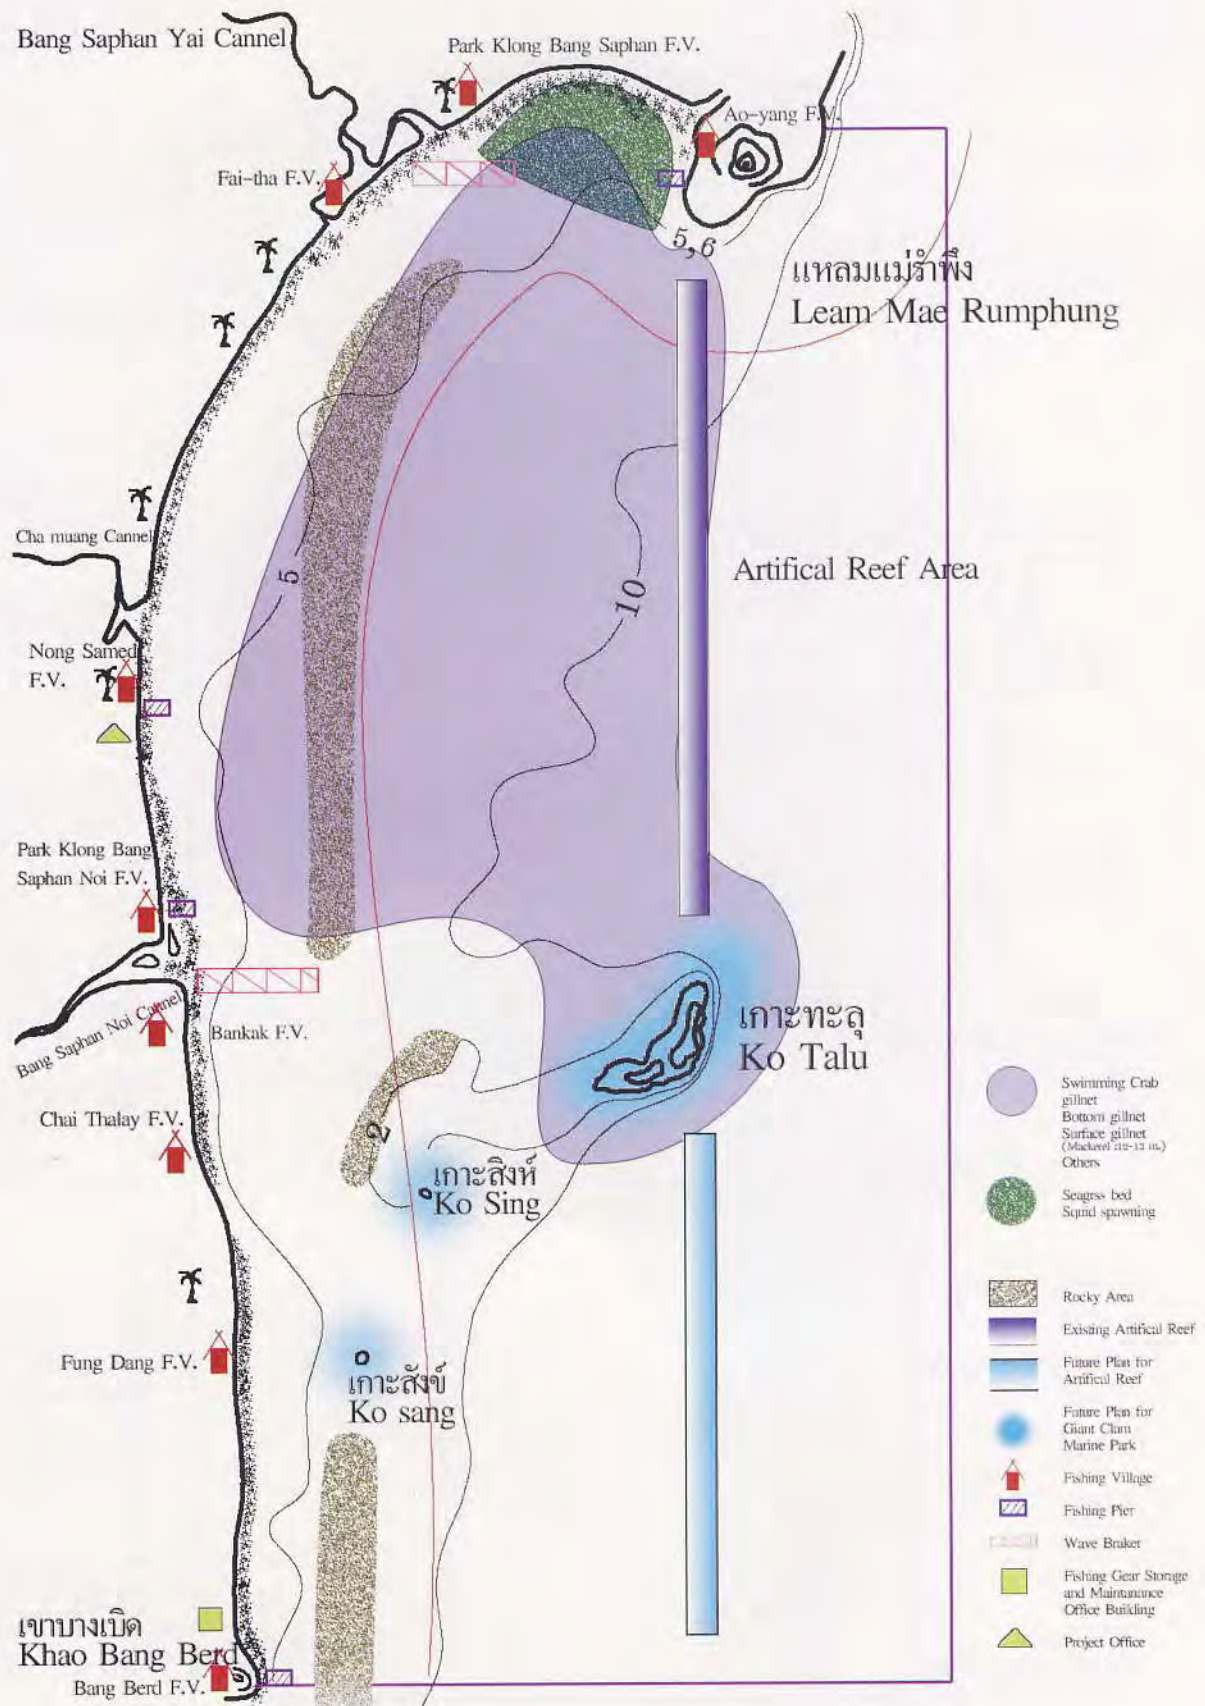 Bang Saphan Yai Cannel
Park Klong Bang Saphan F.V.
Ao-yang F.V.
Fai-tha F.V.
5,6
แหลมแม่รำพึง
Leam Mae Rumphung
Cha muang Cannel
5
10
Artifical Reef Area
Nong Samed
F.V.
Park Klong Bang
Saphan Noi F.V.
Bang Saphan Noi Cannel
Bankak F.V.
เกาะทะลุ
Ko Talu
Chai Thalay F.V.
2
เกาะสิงห์
Ko Sing
Fung Dang F.V.
เกาะสังข์
Ko sang
เขาบางเบิด
Khao Bang Berd
Bang Berd F.V.
Swimming Crab
gillnet
Bottom gillnet
Surface gillnet
Others
Seagrss bed
Squid spawning
Rocky Area
Existing Artifical Reef
Future Plan for
Artifical Reef
Future Plan for
Giant Clam
Marine Park
Fishing Village
Fishing Pier
Wave Braker
Fishing Gear Storage
and Maintanance
Office Building
Project Office